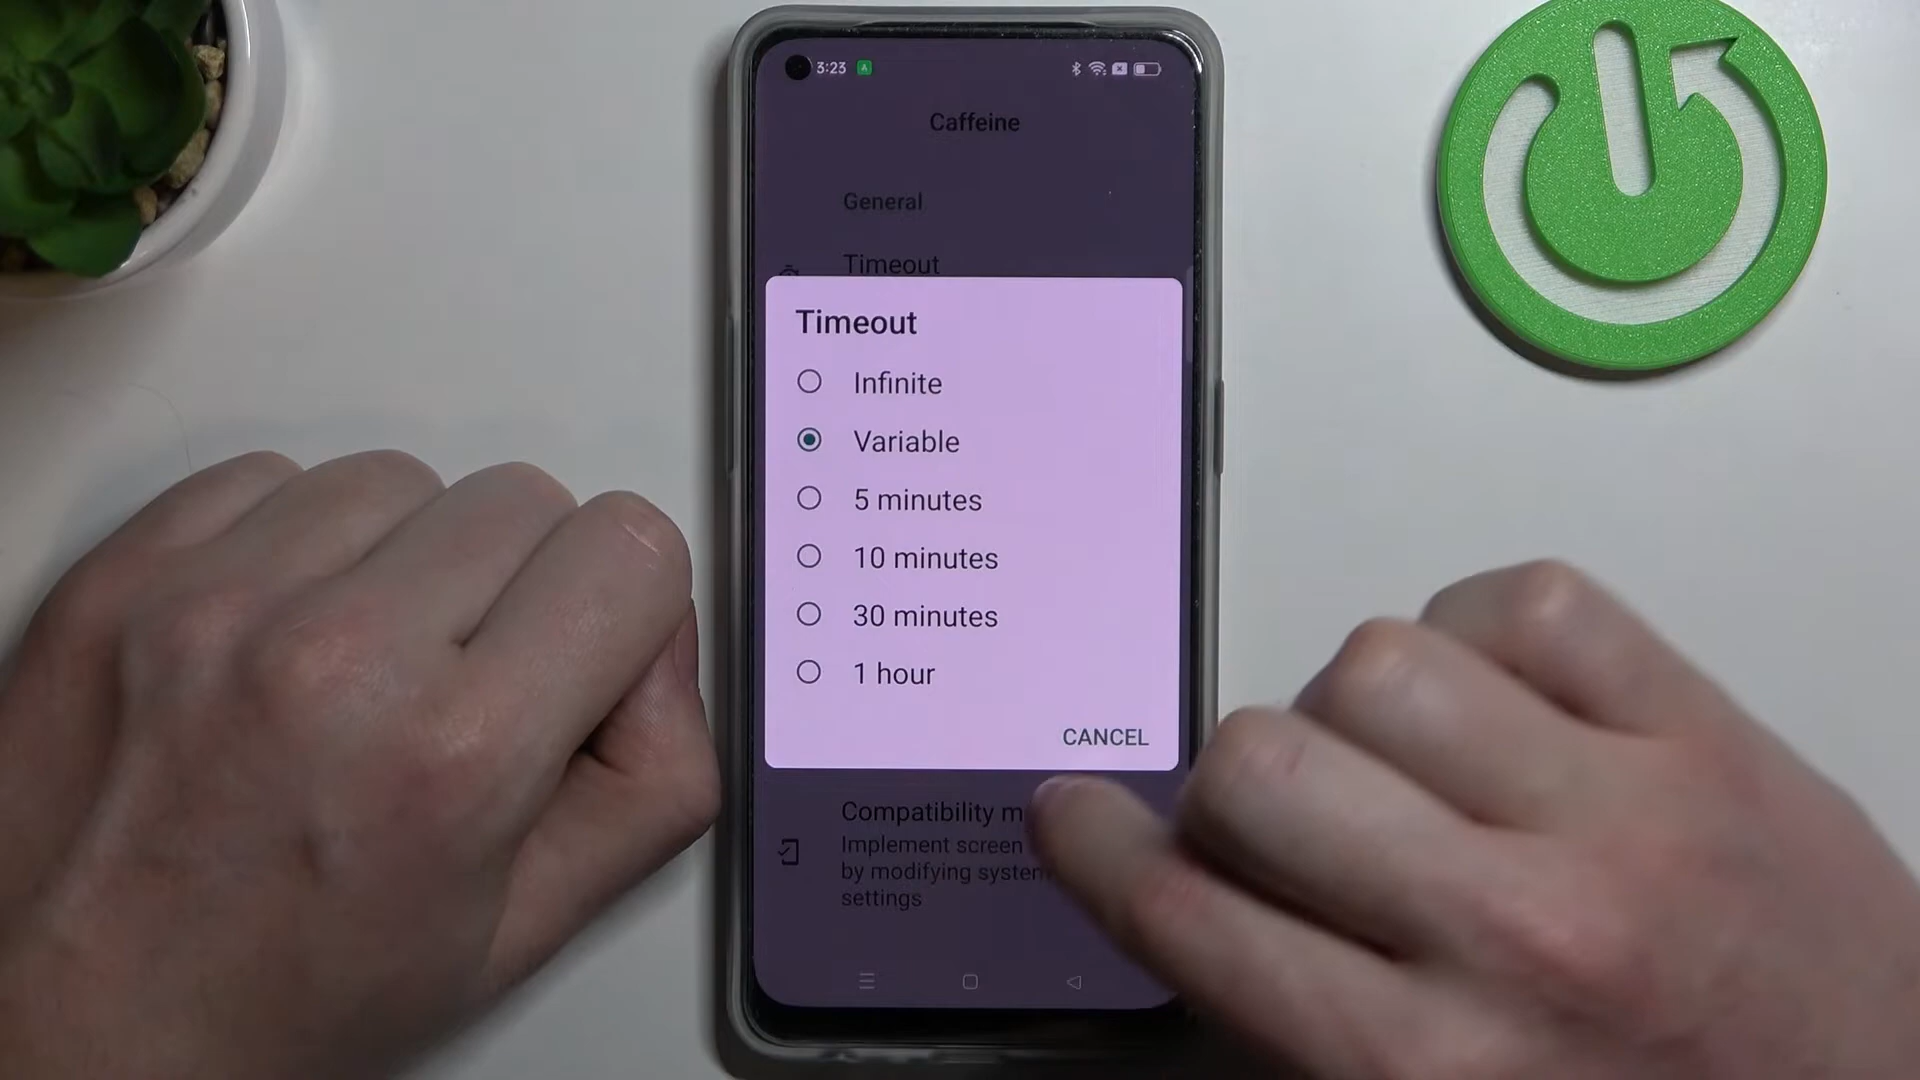 3:23
Caffeine
General
Timeout
Timeout
Infinite
Variable
5 minutes
10 minutes
30 minutes
1 hour
CANCEL
Compatibility
Implement screen
by modifying system
settings